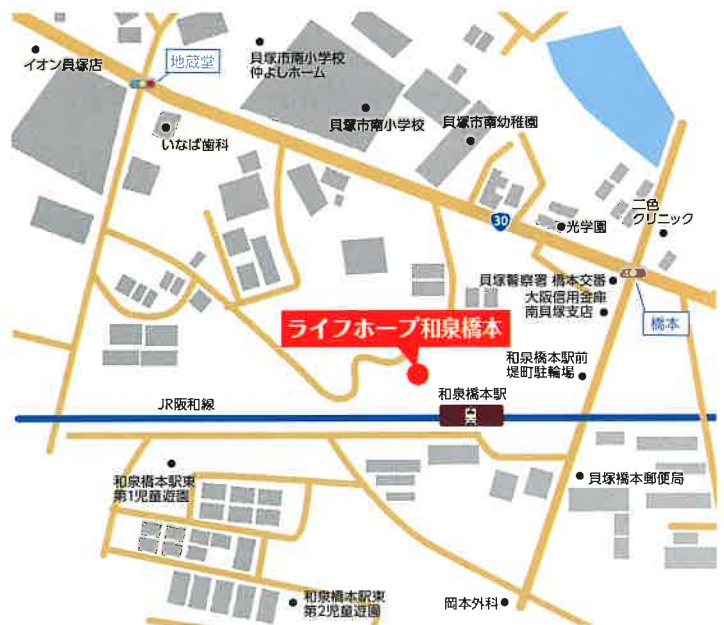 イオン貝塚店
地蔵堂
貝塚市南小学校
仲よしホーム
いなば歯科
貝塚市南小学校
貝塚市南幼稚園
30
光学園
二色
クリニック
貝塚警察署 橋本交番
大阪信用金庫
南貝塚支店
橋本
ライフホープ和泉橋本
和泉橋本駅前
堤町駐輪場
和泉橋本駅
JR阪和線
和泉橋本駅東
第1児童遊園
貝塚橋本郵便局
和泉橋本駅東
第2児童遊園
岡本外科